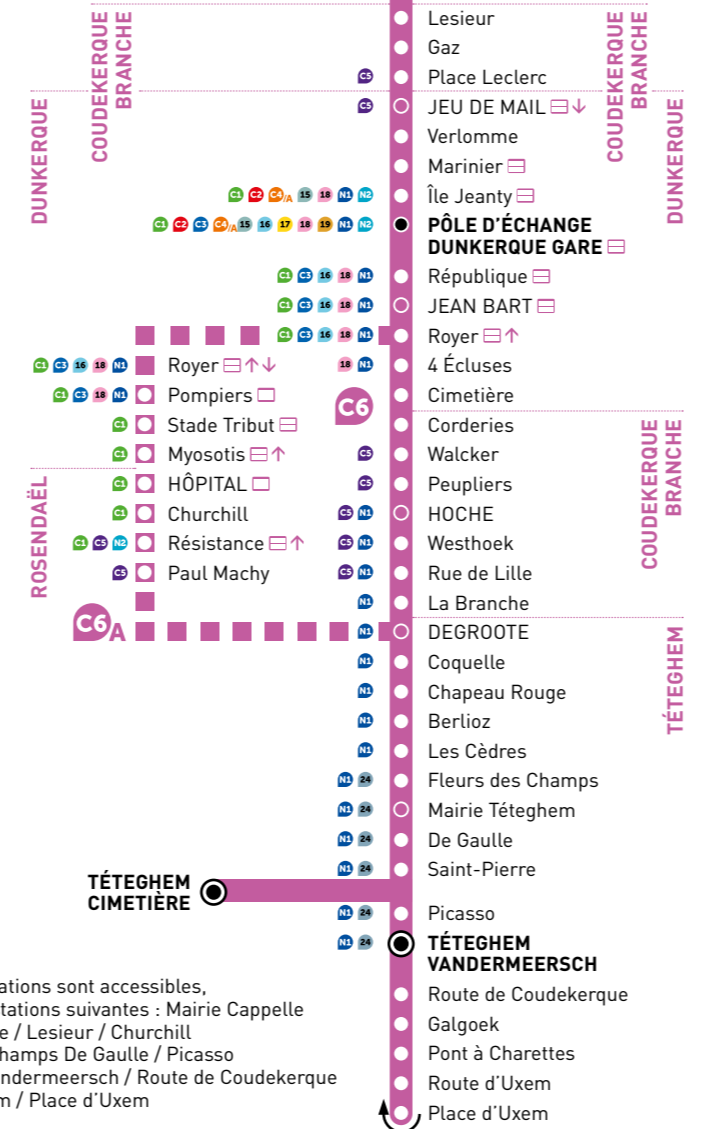 COUDEKERQUE
BRANCHE
COUDEKERQUE
BRANCHE
DUNKERQUE
DUNKERQUE
Lesieur
Gaz
C5 Place Leclerc
C5 JEU DE MAIL
Verlomme
Marinier
C1 C2 C4/A 15 18 N1 N2 Île Jeanty
C1 C2 C3 C4/A 15 16 17 18 19 N1 N2 PÔLE D'ÉCHANGE
DUNKERQUE GARE
C1 C3 16 18 N1 République
C1 C3 16 18 N1 JEAN BART
C1 C3 16 18 N1 Royer
18 N1 4 Écluses
C6
Cimetière
Corderies
C5 Walcker
C5 Peupliers
C5 N1 HOCHE
C5 N1 Westhoek
C5 N1 Rue de Lille
N1 La Branche
COUDEKERQUE
BRANCHE
C1 C3 16 18 N1 Royer
C1 C3 18 N1 Pompiers
C1 Stade Tribut
C1 Myosotis
C1 HÔPITAL
C1 Churchill
C1 C5 N2 Résistance
C5 Paul Machy
ROSENDAËL
C6A
N1 DEGROOTE
N1 Coquelle
N1 Chapeau Rouge
N1 Berlioz
N1 Les Cèdres
N1 24 Fleurs des Champs
N1 24 Mairie Téteghem
N1 24 De Gaulle
N1 24 Saint-Pierre
TÉTEGHEM
TÉTEGHEM
CIMETIÈRE
N1 24 Picasso
N1 24 TÉTEGHEM
VANDERMEERSCH
Route de Coudekerque
Galgoek
Pont à Charettes
Route d'Uxem
Place d'Uxem
ations sont accessibles,
tations suivantes : Mairie Cappelle
e / Lesieur / Churchill
hamps De Gaulle / Picasso
ndermeersch / Route de Coudekerque
m / Place d'Uxem